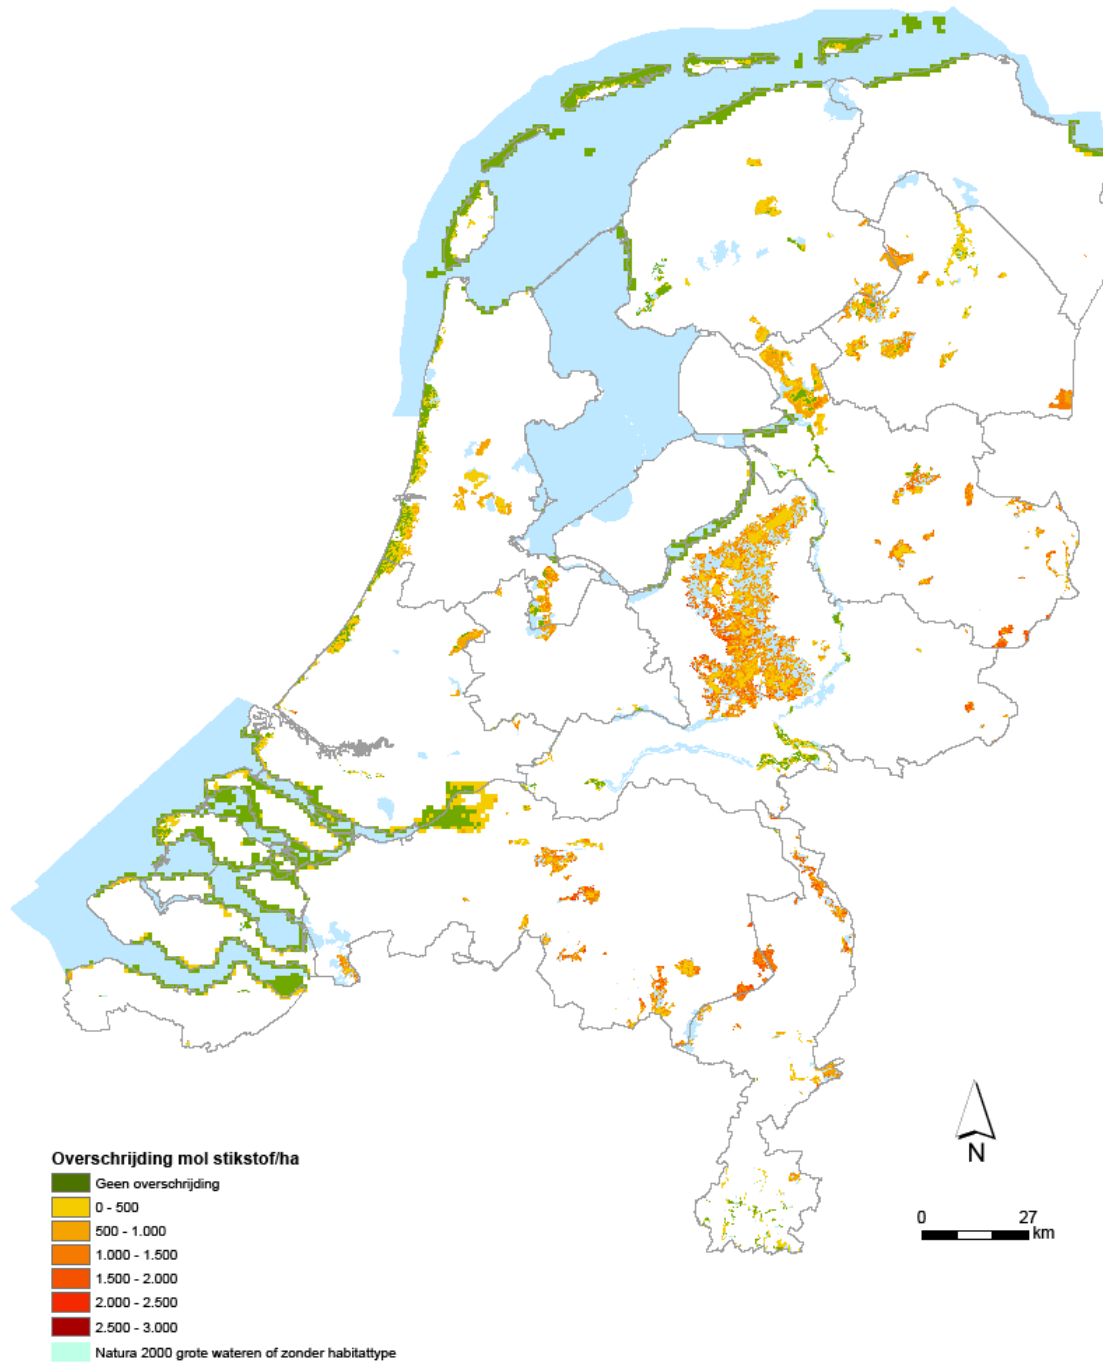 N
0 27
km
Overschrijding mol stikstof/ha
Geen overschrijding
0 - 500
500 - 1.000
1.000 - 1.500
1.500 - 2.000
2.000 - 2.500
2.500 - 3.000
Natura 2000 grote wateren of zonder habitattype